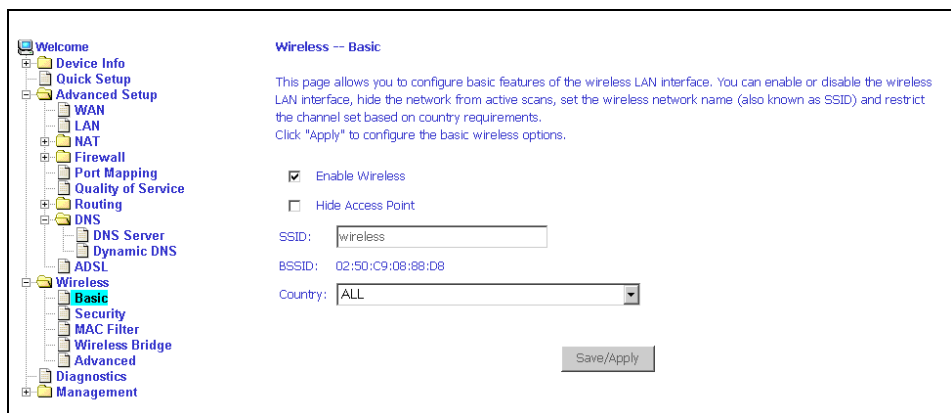 Welcome
Device Info
Quick Setup
Advanced Setup
WAN
LAN
NAT
Firewall
Port Mapping
Quality of Service
Routing
DNS
DNS Server
Dynamic DNS
ADSL
Wireless
Basic
Security
MAC Filter
Wireless Bridge
Advanced
Diagnostics
Management
Wireless -- Basic
This page allows you to configure basic features of the wireless LAN interface. You can enable or disable the wireless
LAN interface, hide the network from active scans, set the wireless network name (also known as SSID) and restrict
the channel set based on country requirements.
Click "Apply" to configure the basic wireless options.
Enable Wireless
Hide Access Point
SSID: wireless
BSSID: 02:50:C9:08:88:D8
Country: ALL
Save/Apply